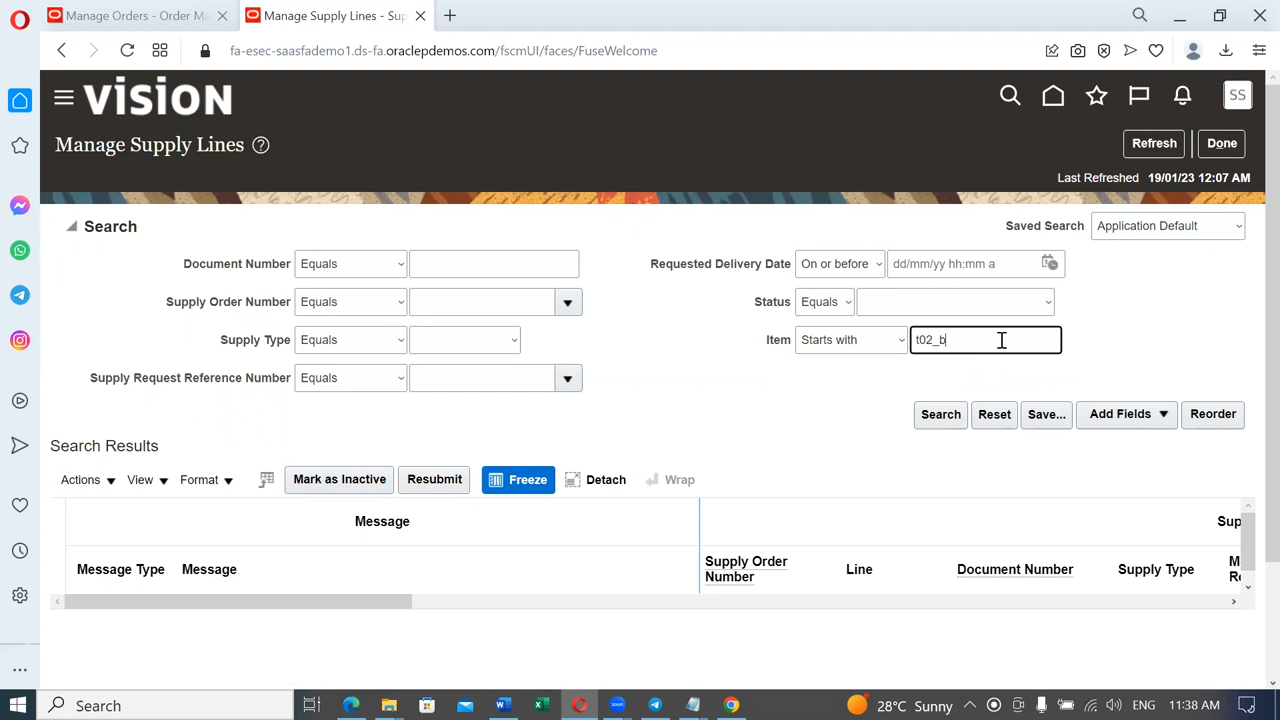 Manage Orders - Order Ma
Manage Supply Lines - Sup
fa-esec-saasfademo1.ds-fa.oraclepdemos.com/fscmUI/faces/FuseWelcome
VISION
SS
Manage Supply Lines
Refresh
Done
Last Refreshed 19/01/23 12:07 AM
Search
Saved Search
Application Default
Document Number
Equals
Requested Delivery Date
On or before
dd/mm/yy hh:mm a
Supply Order Number
Equals
Status
Equals
Supply Type
Equals
Item
Starts with
t02_b
Supply Request Reference Number
Equals
Search
Reset
Save...
Add Fields
Reorder
Search Results
Actions
View
Format
Mark as Inactive
Resubmit
Freeze
Detach
Wrap
Message
Sup
Message Type
Message
Supply Order
Number
Line
Document Number
Supply Type
M
Re
Search
28°C Sunny
ENG
11:38 AM